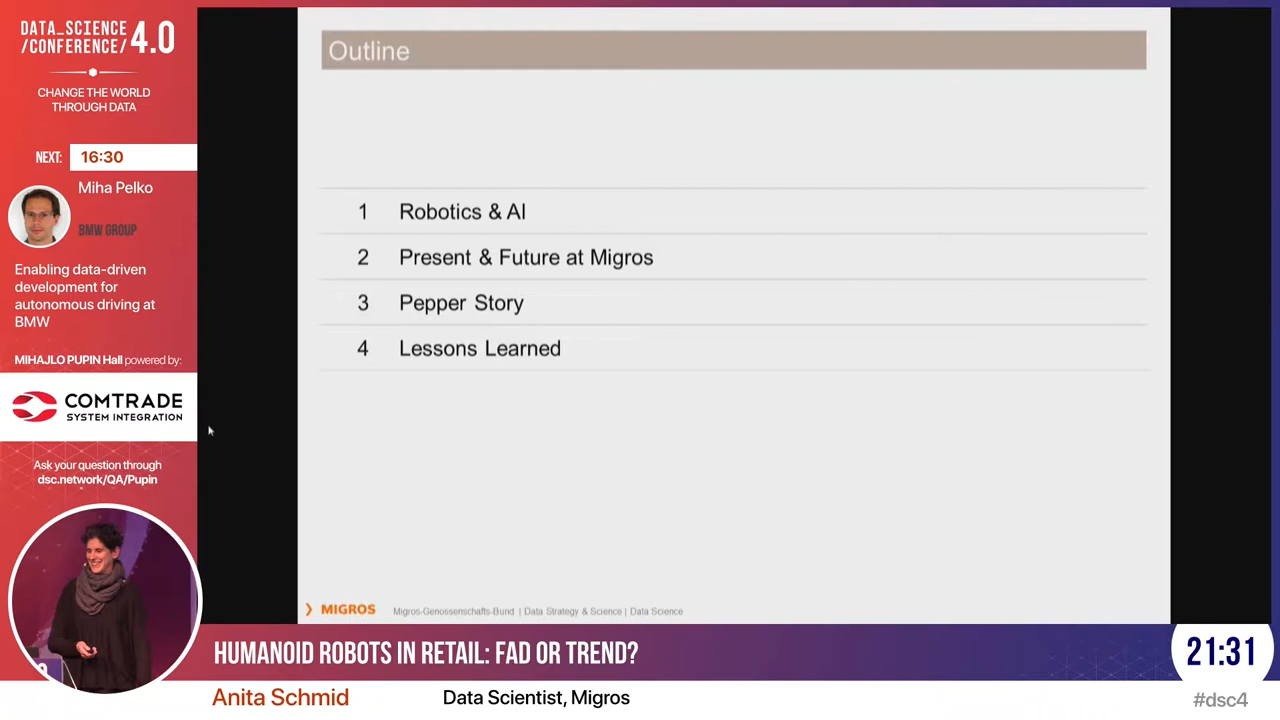 DATA_SCIENCE
/CONFERENCE/ 4.0
CHANGE THE WORLD
THROUGH DATA
NEXT: 16:30
Miha Pelko
BMW GROUP
Enabling data-driven
development for
autonomous driving at
BMW
MIHAJLO PUPIN Hall powered by:
COMTRADE
SYSTEM INTEGRATION
Ask your question through
dsc.network/QA/Pupin
Outline
1 Robotics & AI
2 Present & Future at Migros
3 Pepper Story
4 Lessons Learned
MIGROS Migros-Genossenschafts-Bund | Data Strategy & Science | Data Science
HUMANOID ROBOTS IN RETAIL: FAD OR TREND?
21:31
Anita Schmid Data Scientist, Migros
#dsc4